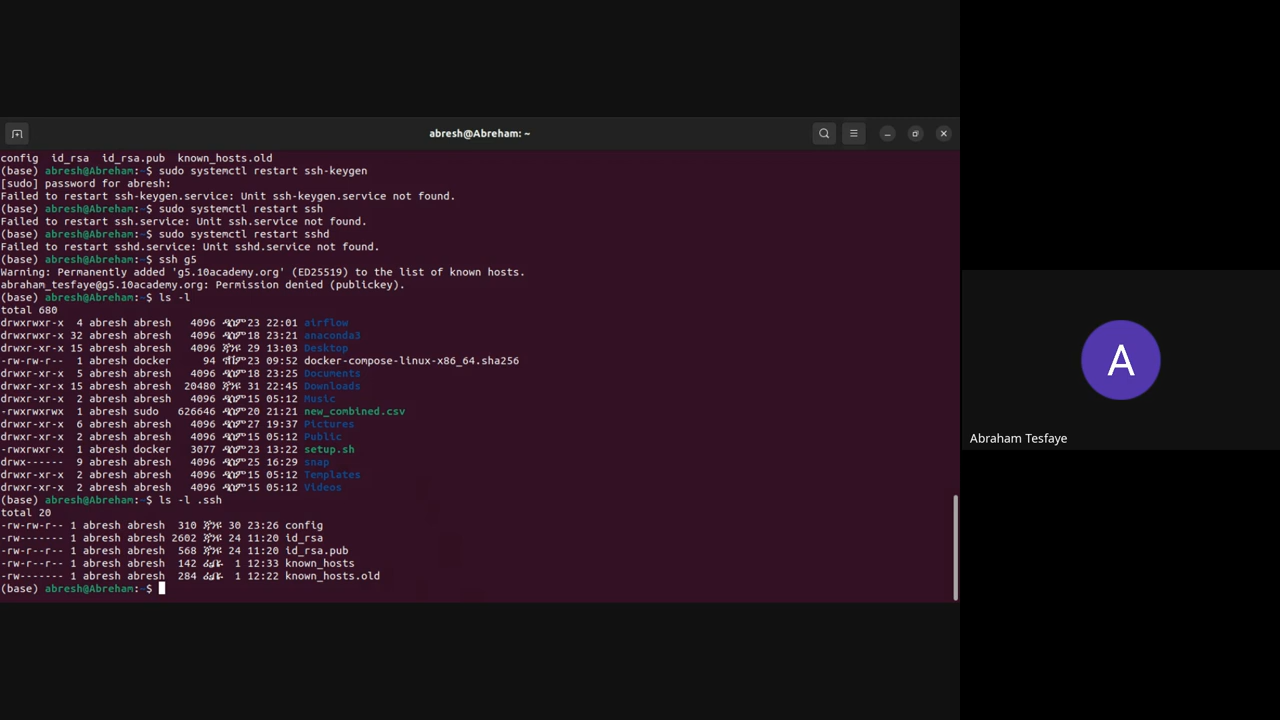 abresh@Abreham: ~
config id_rsa id_rsa.pub known_hosts.old
(base) abresh@Abreham:~$ sudo systemctl restart ssh-keygen
[sudo] password for abresh:
Failed to restart ssh-keygen.service: Unit ssh-keygen.service not found.
(base) abresh@Abreham:~$ sudo systemctl restart ssh
Failed to restart ssh.service: Unit ssh.service not found.
(base) abresh@Abreham:~$ sudo systemctl restart sshd
Failed to restart sshd.service: Unit sshd.service not found.
(base) abresh@Abreham:~$ ssh g5
Warning: Permanently added 'g5.10academy.org' (ED25519) to the list of known hosts.
abraham_tesfaye@g5.10academy.org: Permission denied (publickey).
(base) abresh@Abreham:~$ ls -l
total 680
drwxrwxr-x 4 abresh abresh 4096 23 22:01 airflow
drwxrwxr-x 32 abresh abresh 4096 18 23:21 anaconda3
drwxr-xr-x 15 abresh abresh 4096 29 13:03 Desktop
-rw-rw-r-- 1 abresh docker 94 23 09:52 docker-compose-linux-x86_64.sha256
drwxr-xr-x 5 abresh abresh 4096 18 23:25 Documents
drwxr-xr-x 15 abresh abresh 20480 31 22:45 Downloads
drwxr-xr-x 2 abresh abresh 4096 15 05:12 Music
-rwxrwxrwx 1 abresh sudo 626646 20 21:21 new_combined.csv
drwxr-xr-x 6 abresh abresh 4096 27 19:37 Pictures
drwxr-xr-x 2 abresh abresh 4096 15 05:12 Public
-rwxr-xr-x 1 abresh docker 3077 23 13:22 setup.sh
drwx------ 9 abresh abresh 4096 25 16:29 snap
drwxr-xr-x 2 abresh abresh 4096 15 05:12 Templates
drwxr-xr-x 2 abresh abresh 4096 15 05:12 Videos
(base) abresh@Abreham:~$ ls -l .ssh
total 20
-rw-rw-r-- 1 abresh abresh 310 30 23:26 config
-rw------- 1 abresh abresh 2602 24 11:20 id_rsa
-rw-r--r-- 1 abresh abresh 568 24 11:20 id_rsa.pub
-rw-r--r-- 1 abresh abresh 142 1 12:33 known_hosts
-rw------- 1 abresh abresh 284 1 12:22 known_hosts.old
(base) abresh@Abreham:~$
A
Abraham Tesfaye